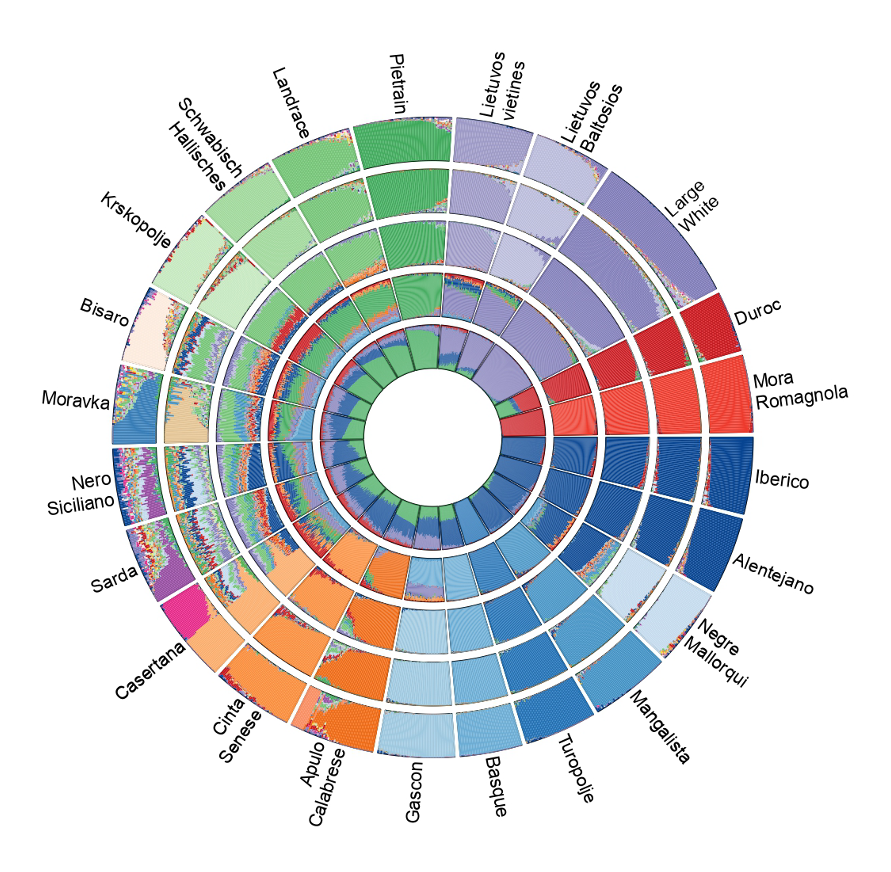 Pietrain
Lietuvos
vietines
Lietuvos
Baltosios
Large
White
Duroc
Mora
Romagnola
Iberico
Alentejano
Negre
Mallorqui
Mangalista
Turopolje
Basque
Gascon
Apulo
Calabrese
Cinta
Senese
Casertana
Sarda
Nero
Siciliano
Moravka
Bisaro
Krskopolje
Schwabisch
Hallisches
Landrace